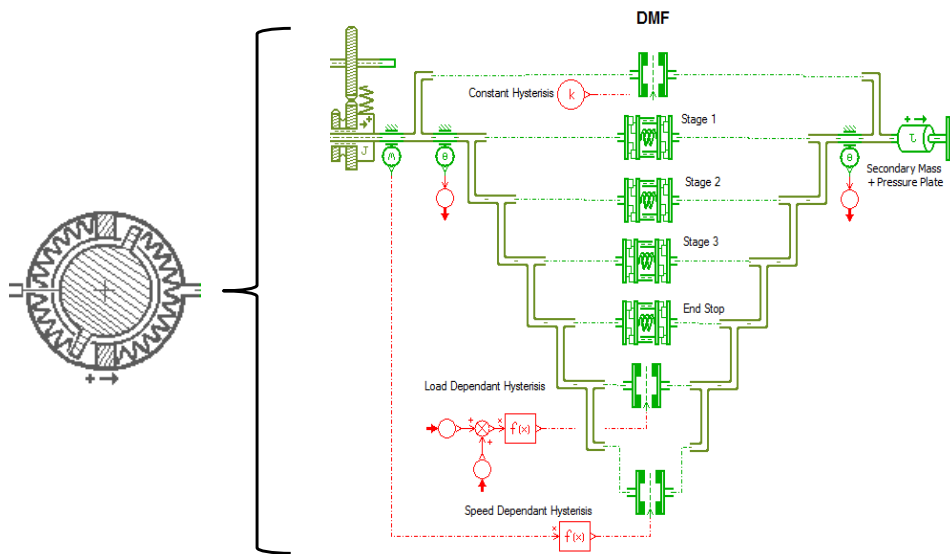 DMF
Constant Hysterisis
k
Stage 1
Secondary Mass
+ Pressure Plate
Stage 2
Stage 3
End Stop
Load Dependant Hysterisis
f(x)
Speed Dependant Hysterisis
f(x)